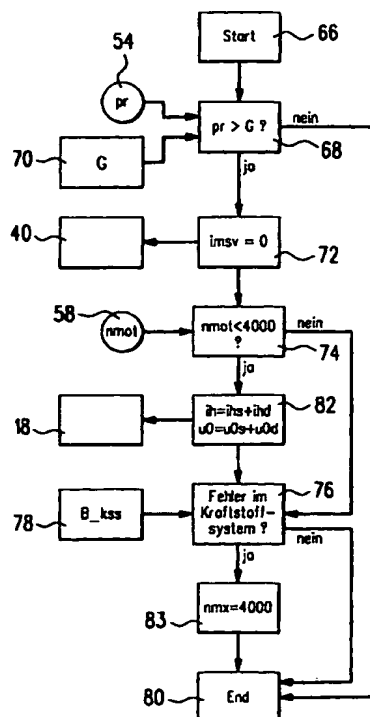 66
Start
54
pr
pr > G ?
nein
70
G
68
ja
40
imsv = 0
72
58
nmot
nmot<4000
?
nein
74
ja
82
18
ih=ihs+ihd
u0=u0s+u0d
76
Fehler im
Kraftstoff-
system ?
78
B_kss
nein
ja
nmx=4000
83
80
End